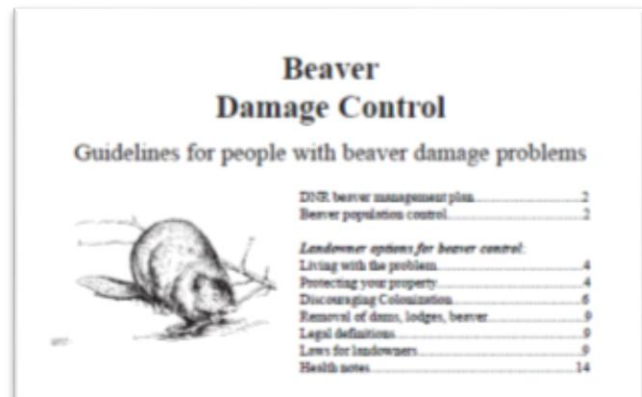 Beaver
Damage Control
Guidelines for people with beaver damage problems
DNR beaver management plan 2
Beaver population control 2
Landowner options for beaver control:
Living with the problem 4
Protecting your property 4
Discouraging Colonization 6
Removal of dams, lodges, beaver 9
Legal definitions 9
Laws for landowners 9
Health notes 14